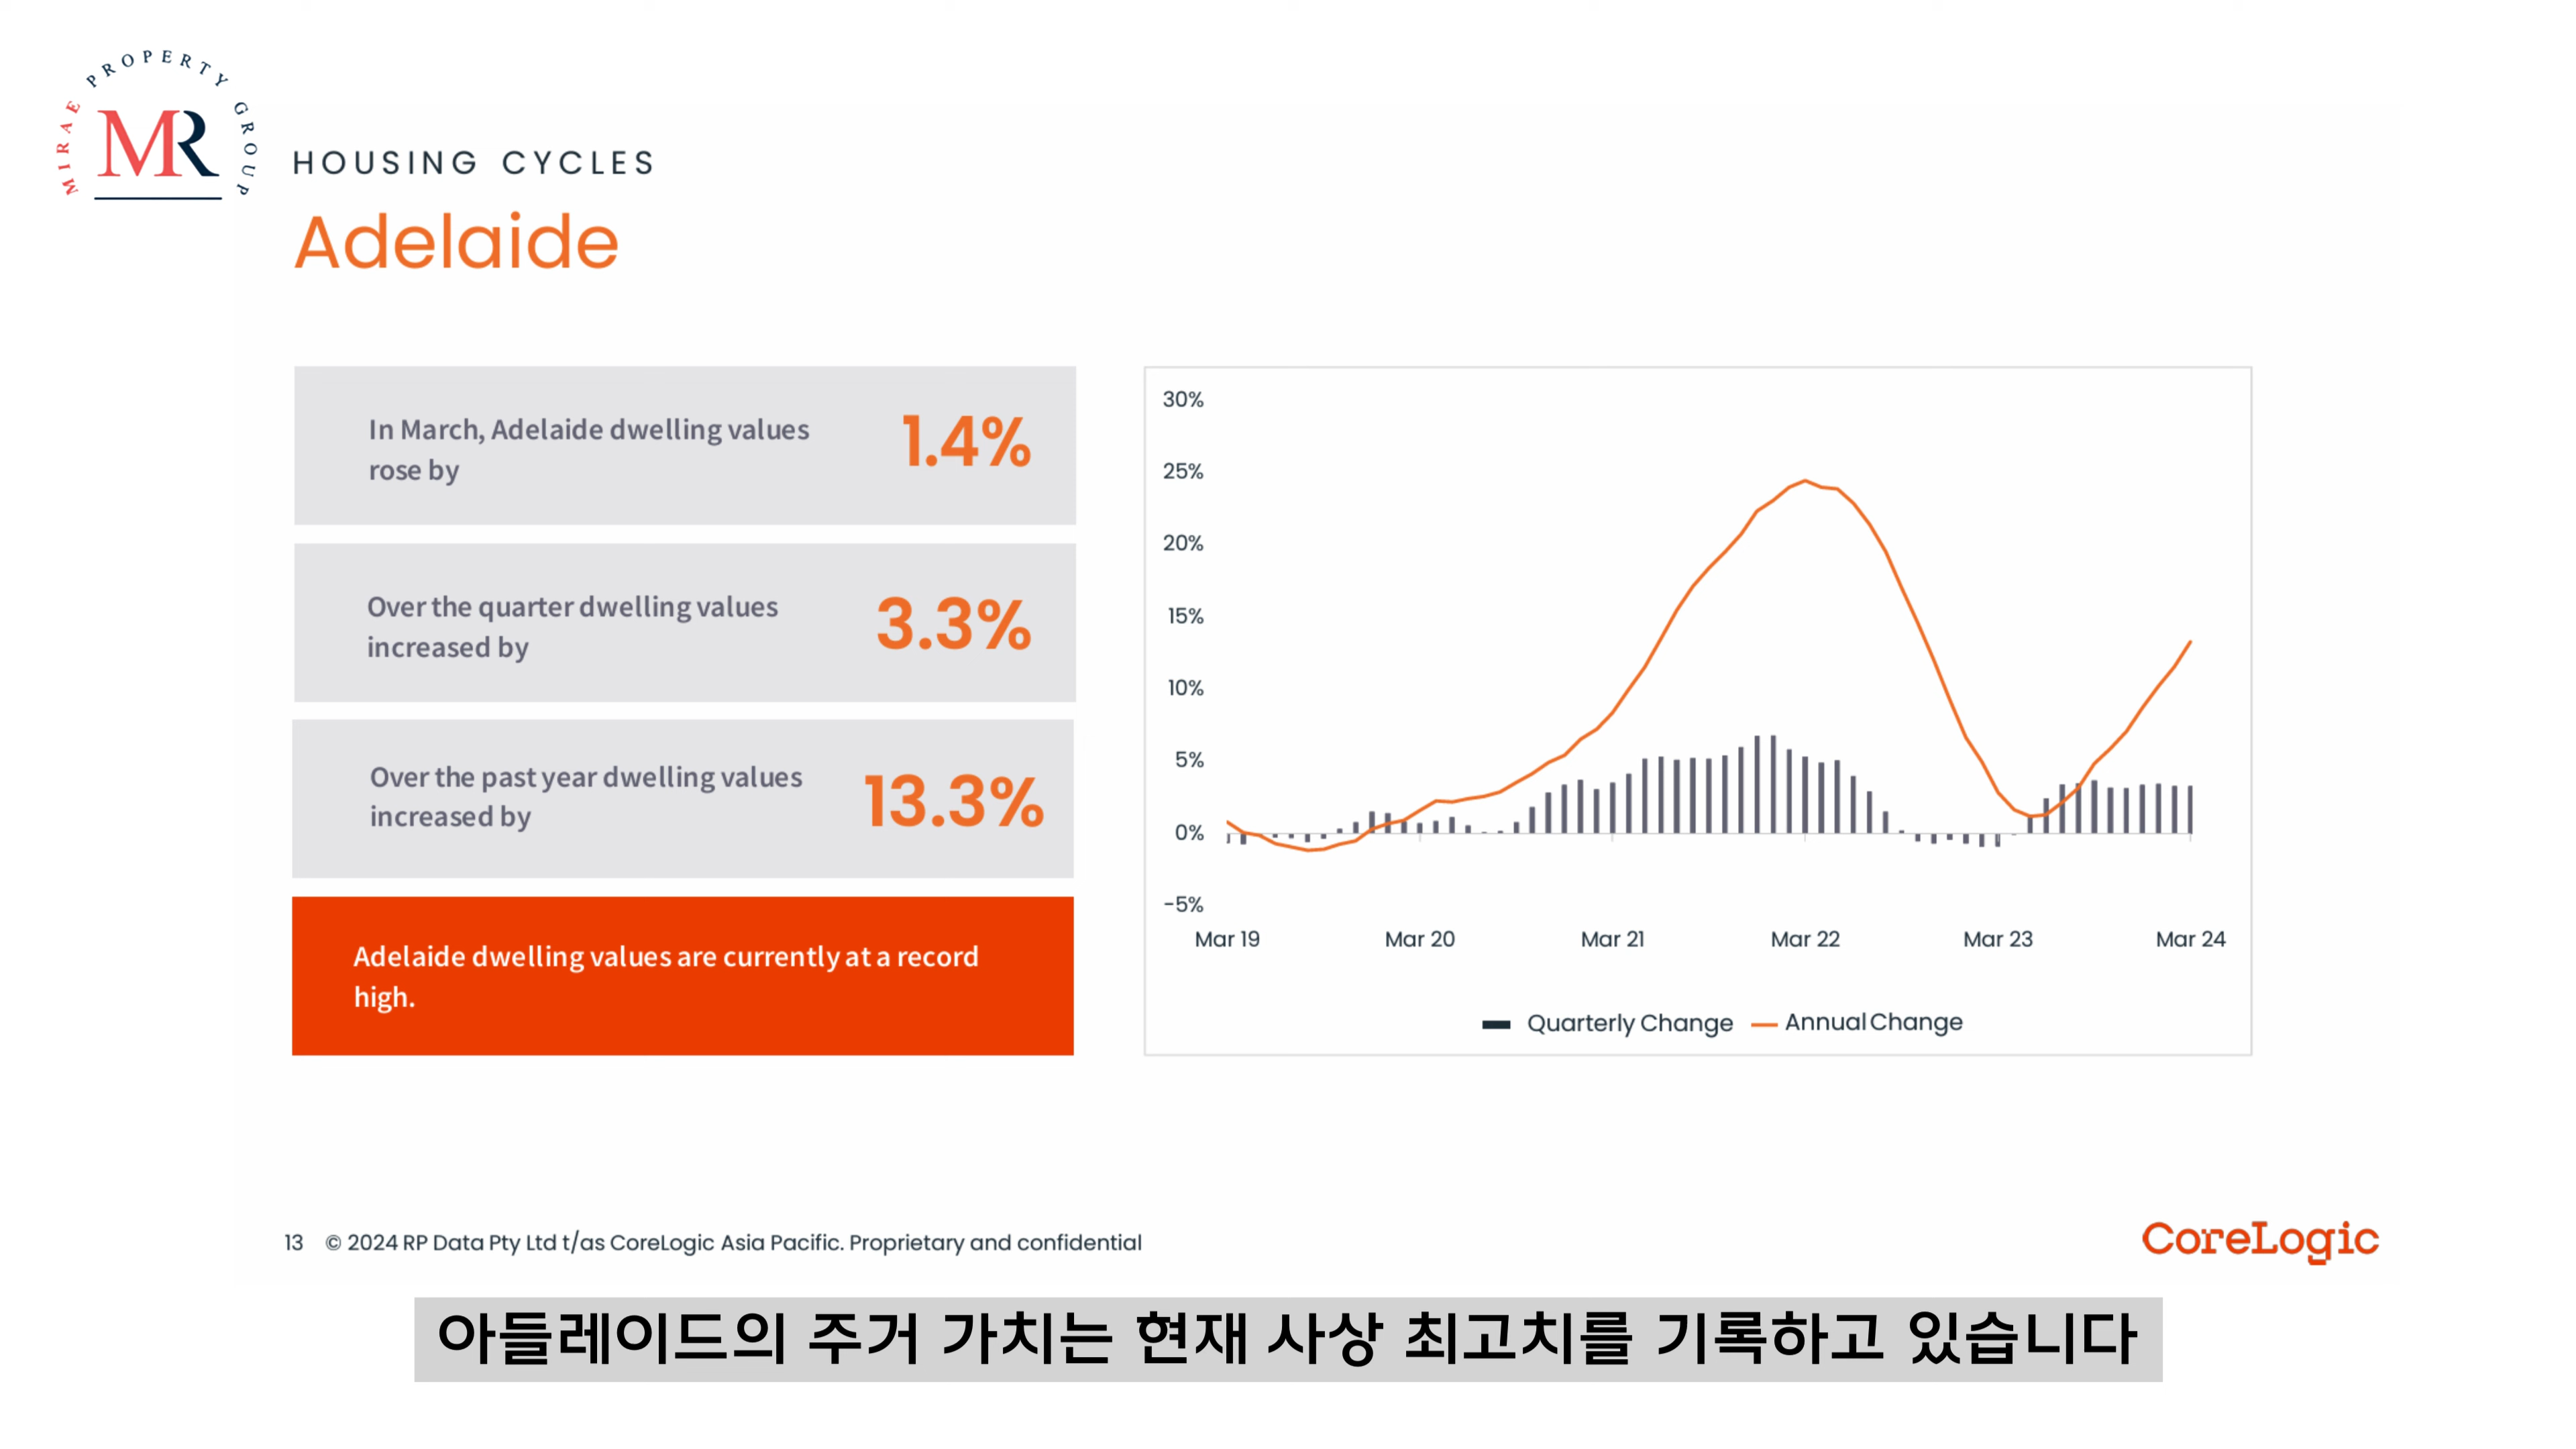 MIRAE PROPERTY GROUP
MR
HOUSING CYCLES
Adelaide
In March, Adelaide dwelling values
rose by
1.4%
Over the quarter dwelling values
increased by
3.3%
Over the past year dwelling values
increased by
13.3%
Adelaide dwelling values are currently at a record
high.
30%
25%
20%
15%
10%
5%
0%
-5%
Mar 19 Mar 20 Mar 21 Mar 22 Mar 23 Mar 24
Quarterly Change Annual Change
13 © 2024 RP Data Pty Ltd t/as CoreLogic Asia Pacific. Proprietary and confidential
CoreLogic
아들레이드의 주거 가치는 현재 사상 최고치를 기록하고 있습니다